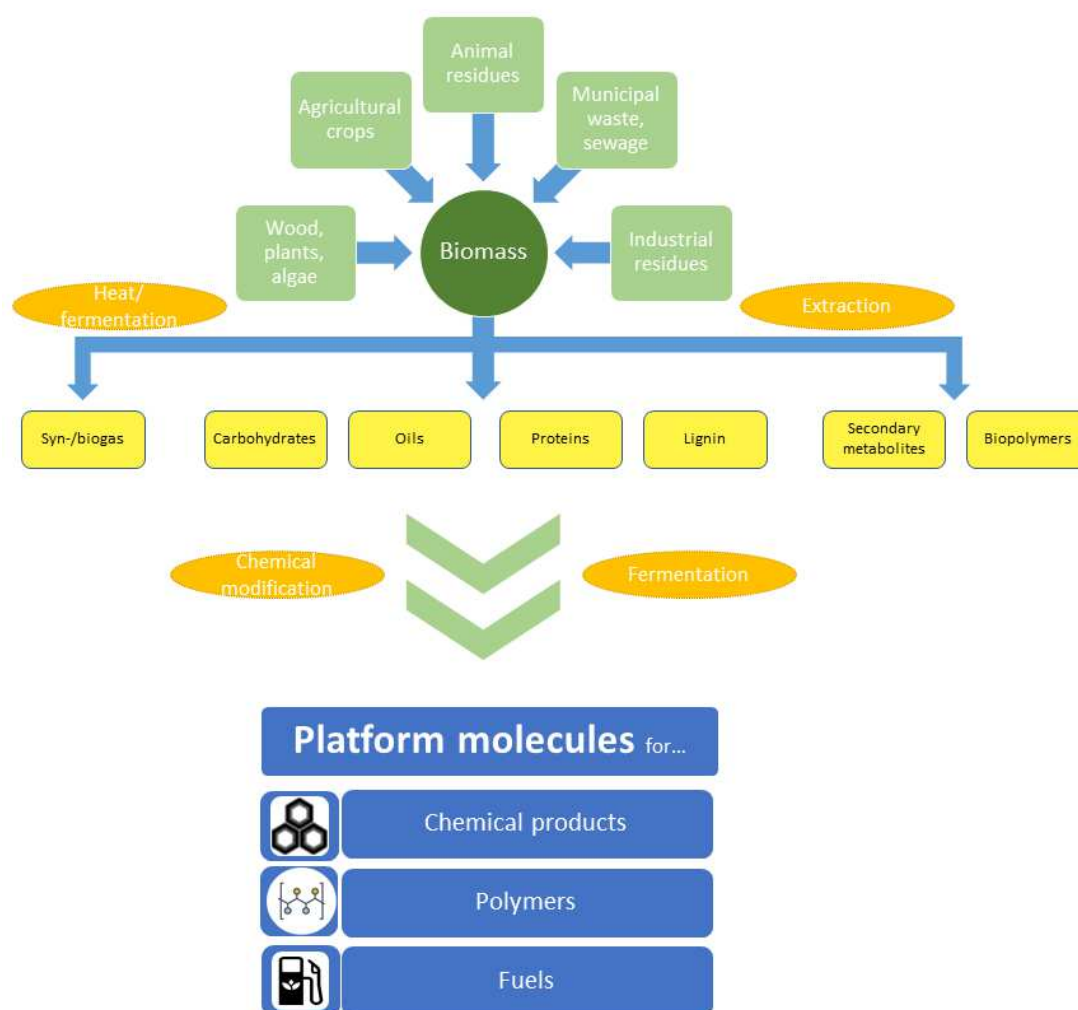 Animal
residues
Agricultural
crops
Municipal
waste,
sewage
Wood,
plants,
algae
Biomass
Industrial
residues
Heat/
fermentation
Extraction
Syn-/biogas
Carbohydrates
Oils
Proteins
Lignin
Secondary
metabolites
Biopolymers
Chemical
modification
Fermentation
Platform molecules for...
Chemical products
Polymers
Fuels